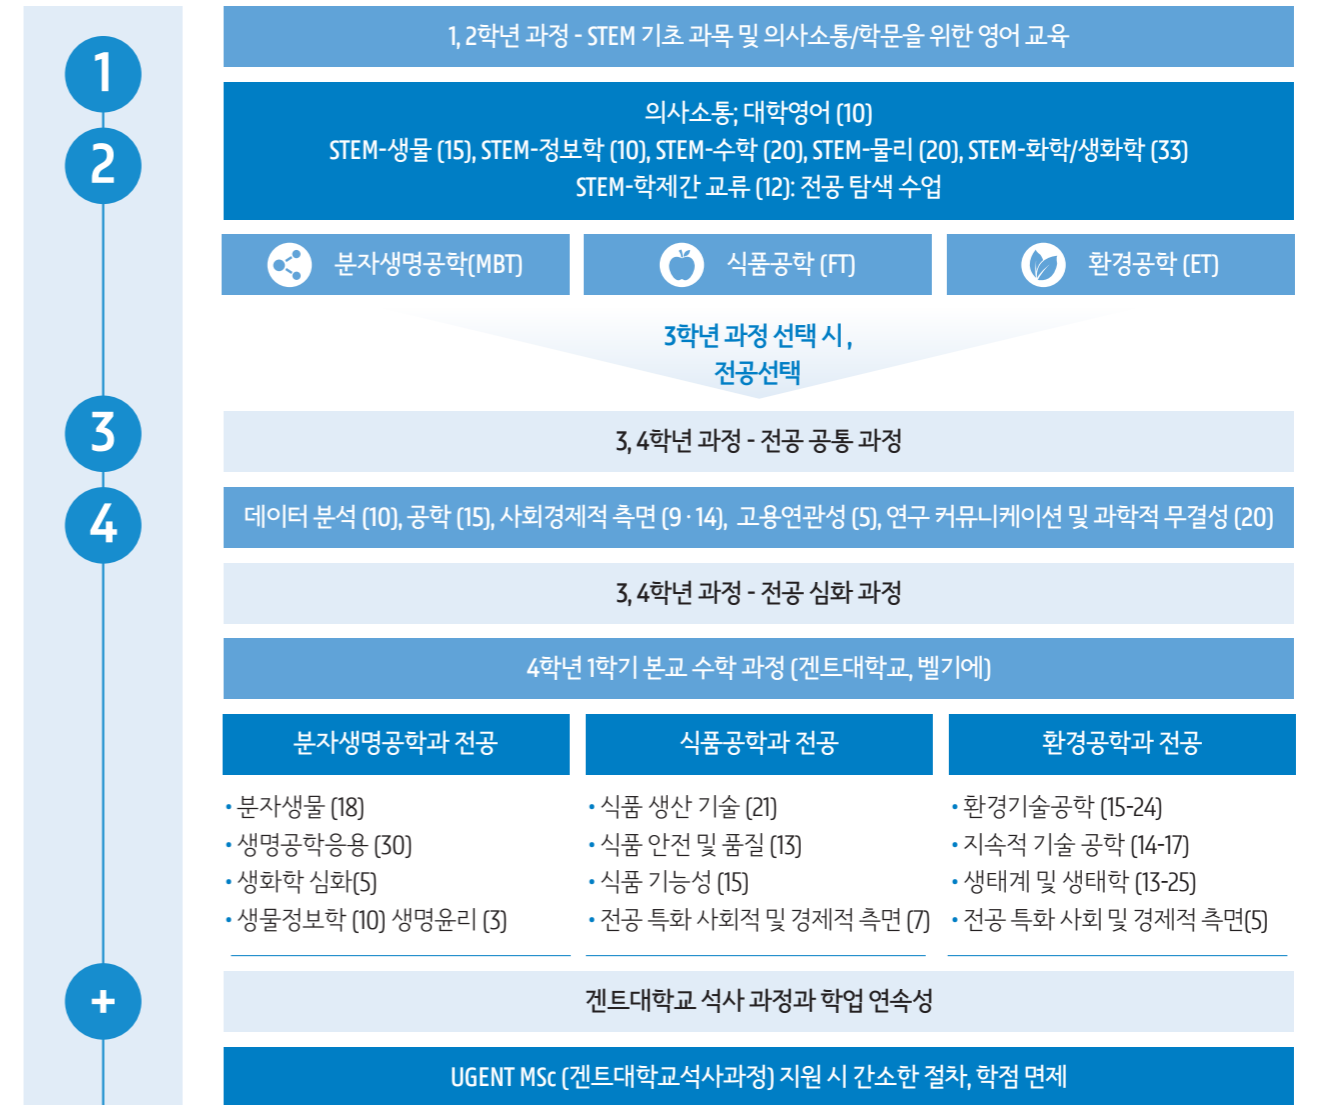 1, 2학년 과정 - STEM 기초 과목 및 의사소통/학문을 위한 영어 교육
1
의사소통; 대학영어 (10)
2
STEM-생물 (15), STEM-정보학 (10), STEM-수학 (20), STEM-물리 (20), STEM-화학/생화학 (33)
STEM-학제간 교류 (12): 전공 탐색 수업
분자생명공학(MBT)
식품공학 (FT)
환경공학 (ET)
3학년 과정 선택 시 ,
전공선택
3
3, 4학년 과정 - 전공 공통 과정
4
데이터 분석 (10), 공학 (15), 사회경제적 측면 (9 · 14), 고용연관성 (5), 연구 커뮤니케이션 및 과학적 무결성 (20)
3, 4학년 과정 - 전공 심화 과정
4학년 1학기 본교 수학 과정 (겐트대학교, 벨기에)
분자생명공학과 전공
• 분자생물 (18)
• 생명공학응용 (30)
• 생화학 심화(5)
• 생물정보학 (10) 생명윤리 (3)
식품공학과 전공
• 식품 생산 기술 (21)
• 식품 안전 및 품질 (13)
• 식품 기능성 (15)
• 전공 특화 사회적 및 경제적 측면 (7)
환경공학과 전공
• 환경기술공학 (15-24)
• 지속적 기술 공학 (14-17)
• 생태계 및 생태학 (13-25)
• 전공 특화 사회 및 경제적 측면(5)
+
겐트대학교 석사 과정과 학업 연속성
UGENT MSc (겐트대학교석사과정) 지원 시 간소한 절차, 학점 면제